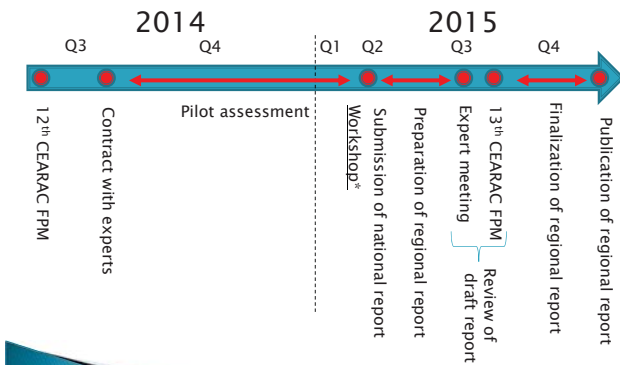 2014
2015
Q3
Q4
Q1
Q2
Q3
Q4
Pilot assessment
12th CEARAC FPM
Contract with experts
Workshop*
Submission of national report
Preparation of regional report
Expert meeting
13th CEARAC FPM
Review of
draft report
Finalization of regional report
Publication of regional report